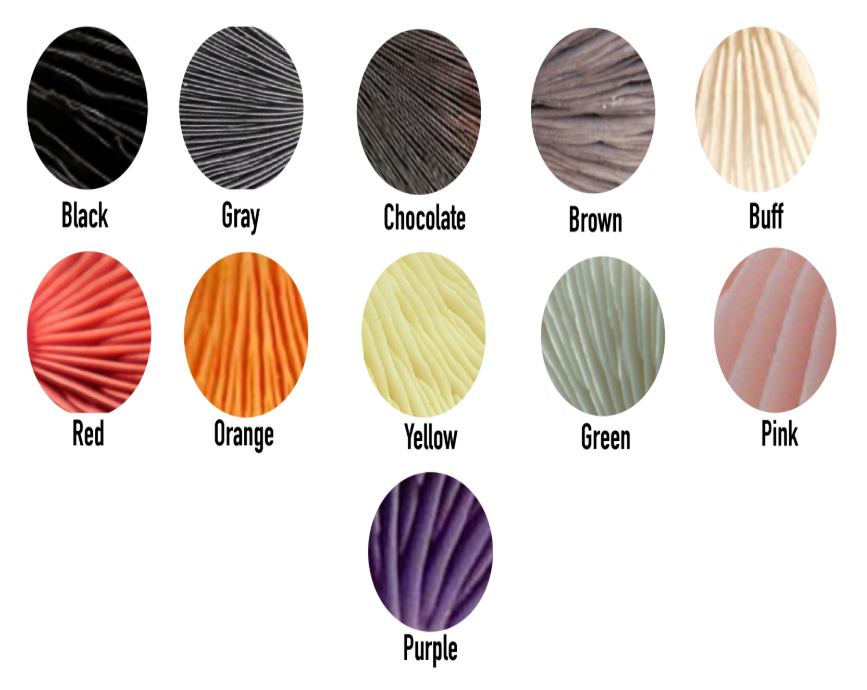 Black
Gray
Chocolate
Brown
Buff
Red
Orange
Yellow
Green
Pink
Purple